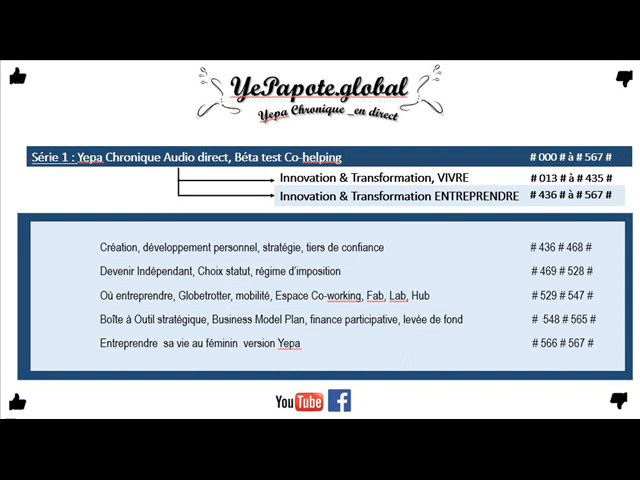 YePapote.global
Yepa Chronique _en direct
Série 1 : Yepa Chronique Audio direct, Béta test Co-helping # 000 # à # 567 #
Innovation & Transformation, VIVRE # 013 # à # 435 #
Innovation & Transformation ENTREPRENDRE # 436 # à # 567 #
Création, développement personnel, stratégie, tiers de confiance # 436 # 468 #
Devenir Indépendant, Choix statut, régime d'imposition # 469 # 528 #
Où entreprendre, Globetrotter, mobilité, Espace Co-working, Fab, Lab, Hub # 529 # 547 #
Boîte à Outil stratégique, Business Model Plan, finance participative, levée de fond # 548 # 565 #
Entreprendre sa vie au féminin version Yepa # 566 # 567 #
YouTube f